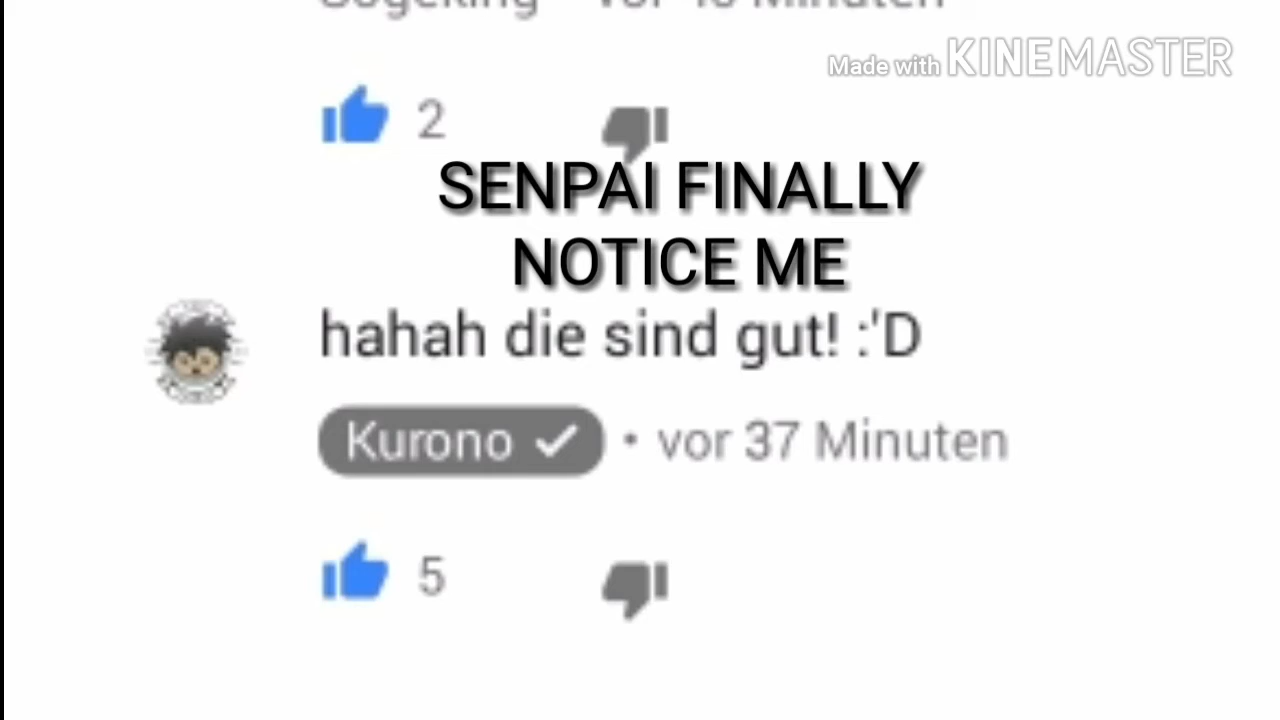 Made with KINEMASTER
2
SENPAI FINALLY
NOTICE ME
hahah die sind gut! :'D
Kurono ✓ • vor 37 Minuten
5